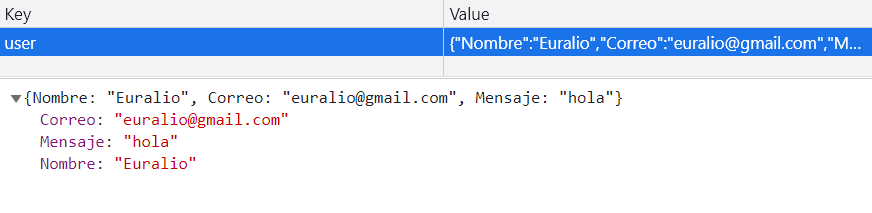 Key Value
user {"Nombre":"Euralio","Correo":"euralio@gmail.com","M...
▼{Nombre: "Euralio", Correo: "euralio@gmail.com", Mensaje: "hola"}
Correo: "euralio@gmail.com"
Mensaje: "hola"
Nombre: "Euralio"